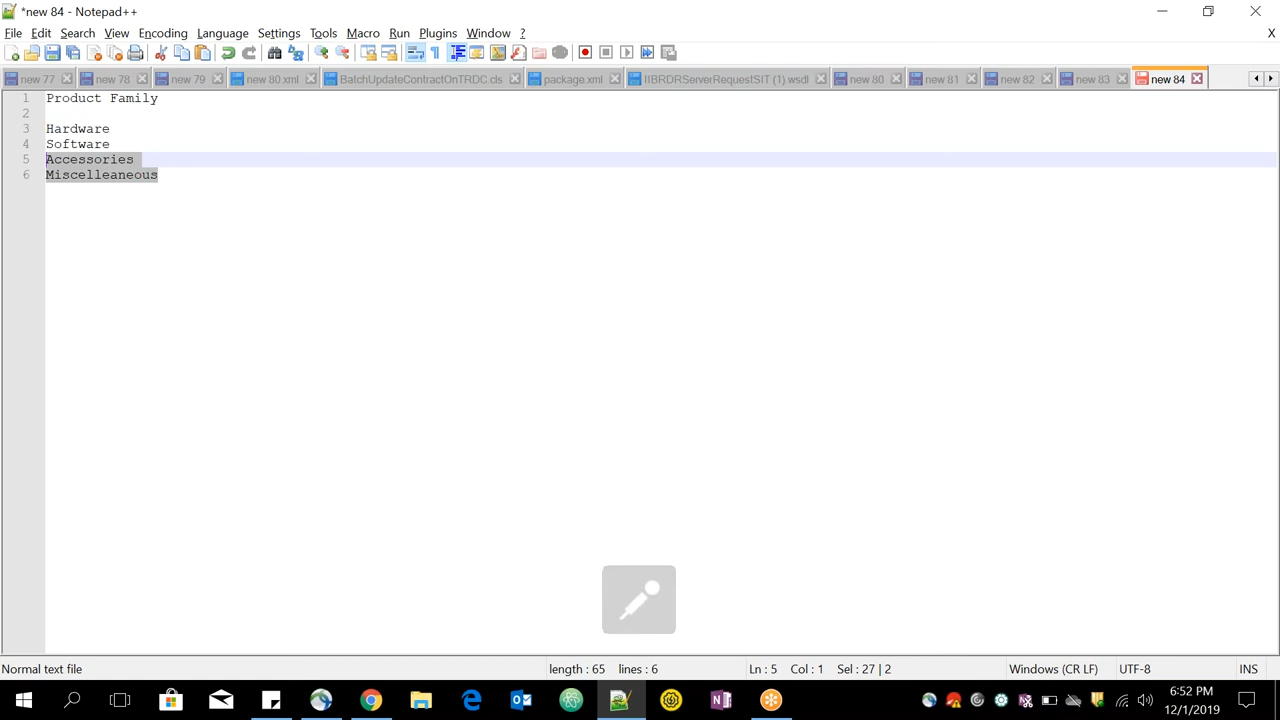 *new 84 - Notepad++
File Edit Search View Encoding Language Settings Tools Macro Run Plugins Window ? X
new 77 new 78 new 79 new 80.xml BatchUpdateContractOnTRDC.cls package.xml IIBRDRServerRequestSIT (1).wsdl new 80 new 81 new 82 new 83 new 84
1 Product Family
2
3 Hardware
4 Software
5 Accessories
6 Miscelleaneous
Normal text file length : 65 lines : 6 Ln : 5 Col : 1 Sel : 27 | 2 Windows (CR LF) UTF-8 INS
6:52 PM
12/1/2019